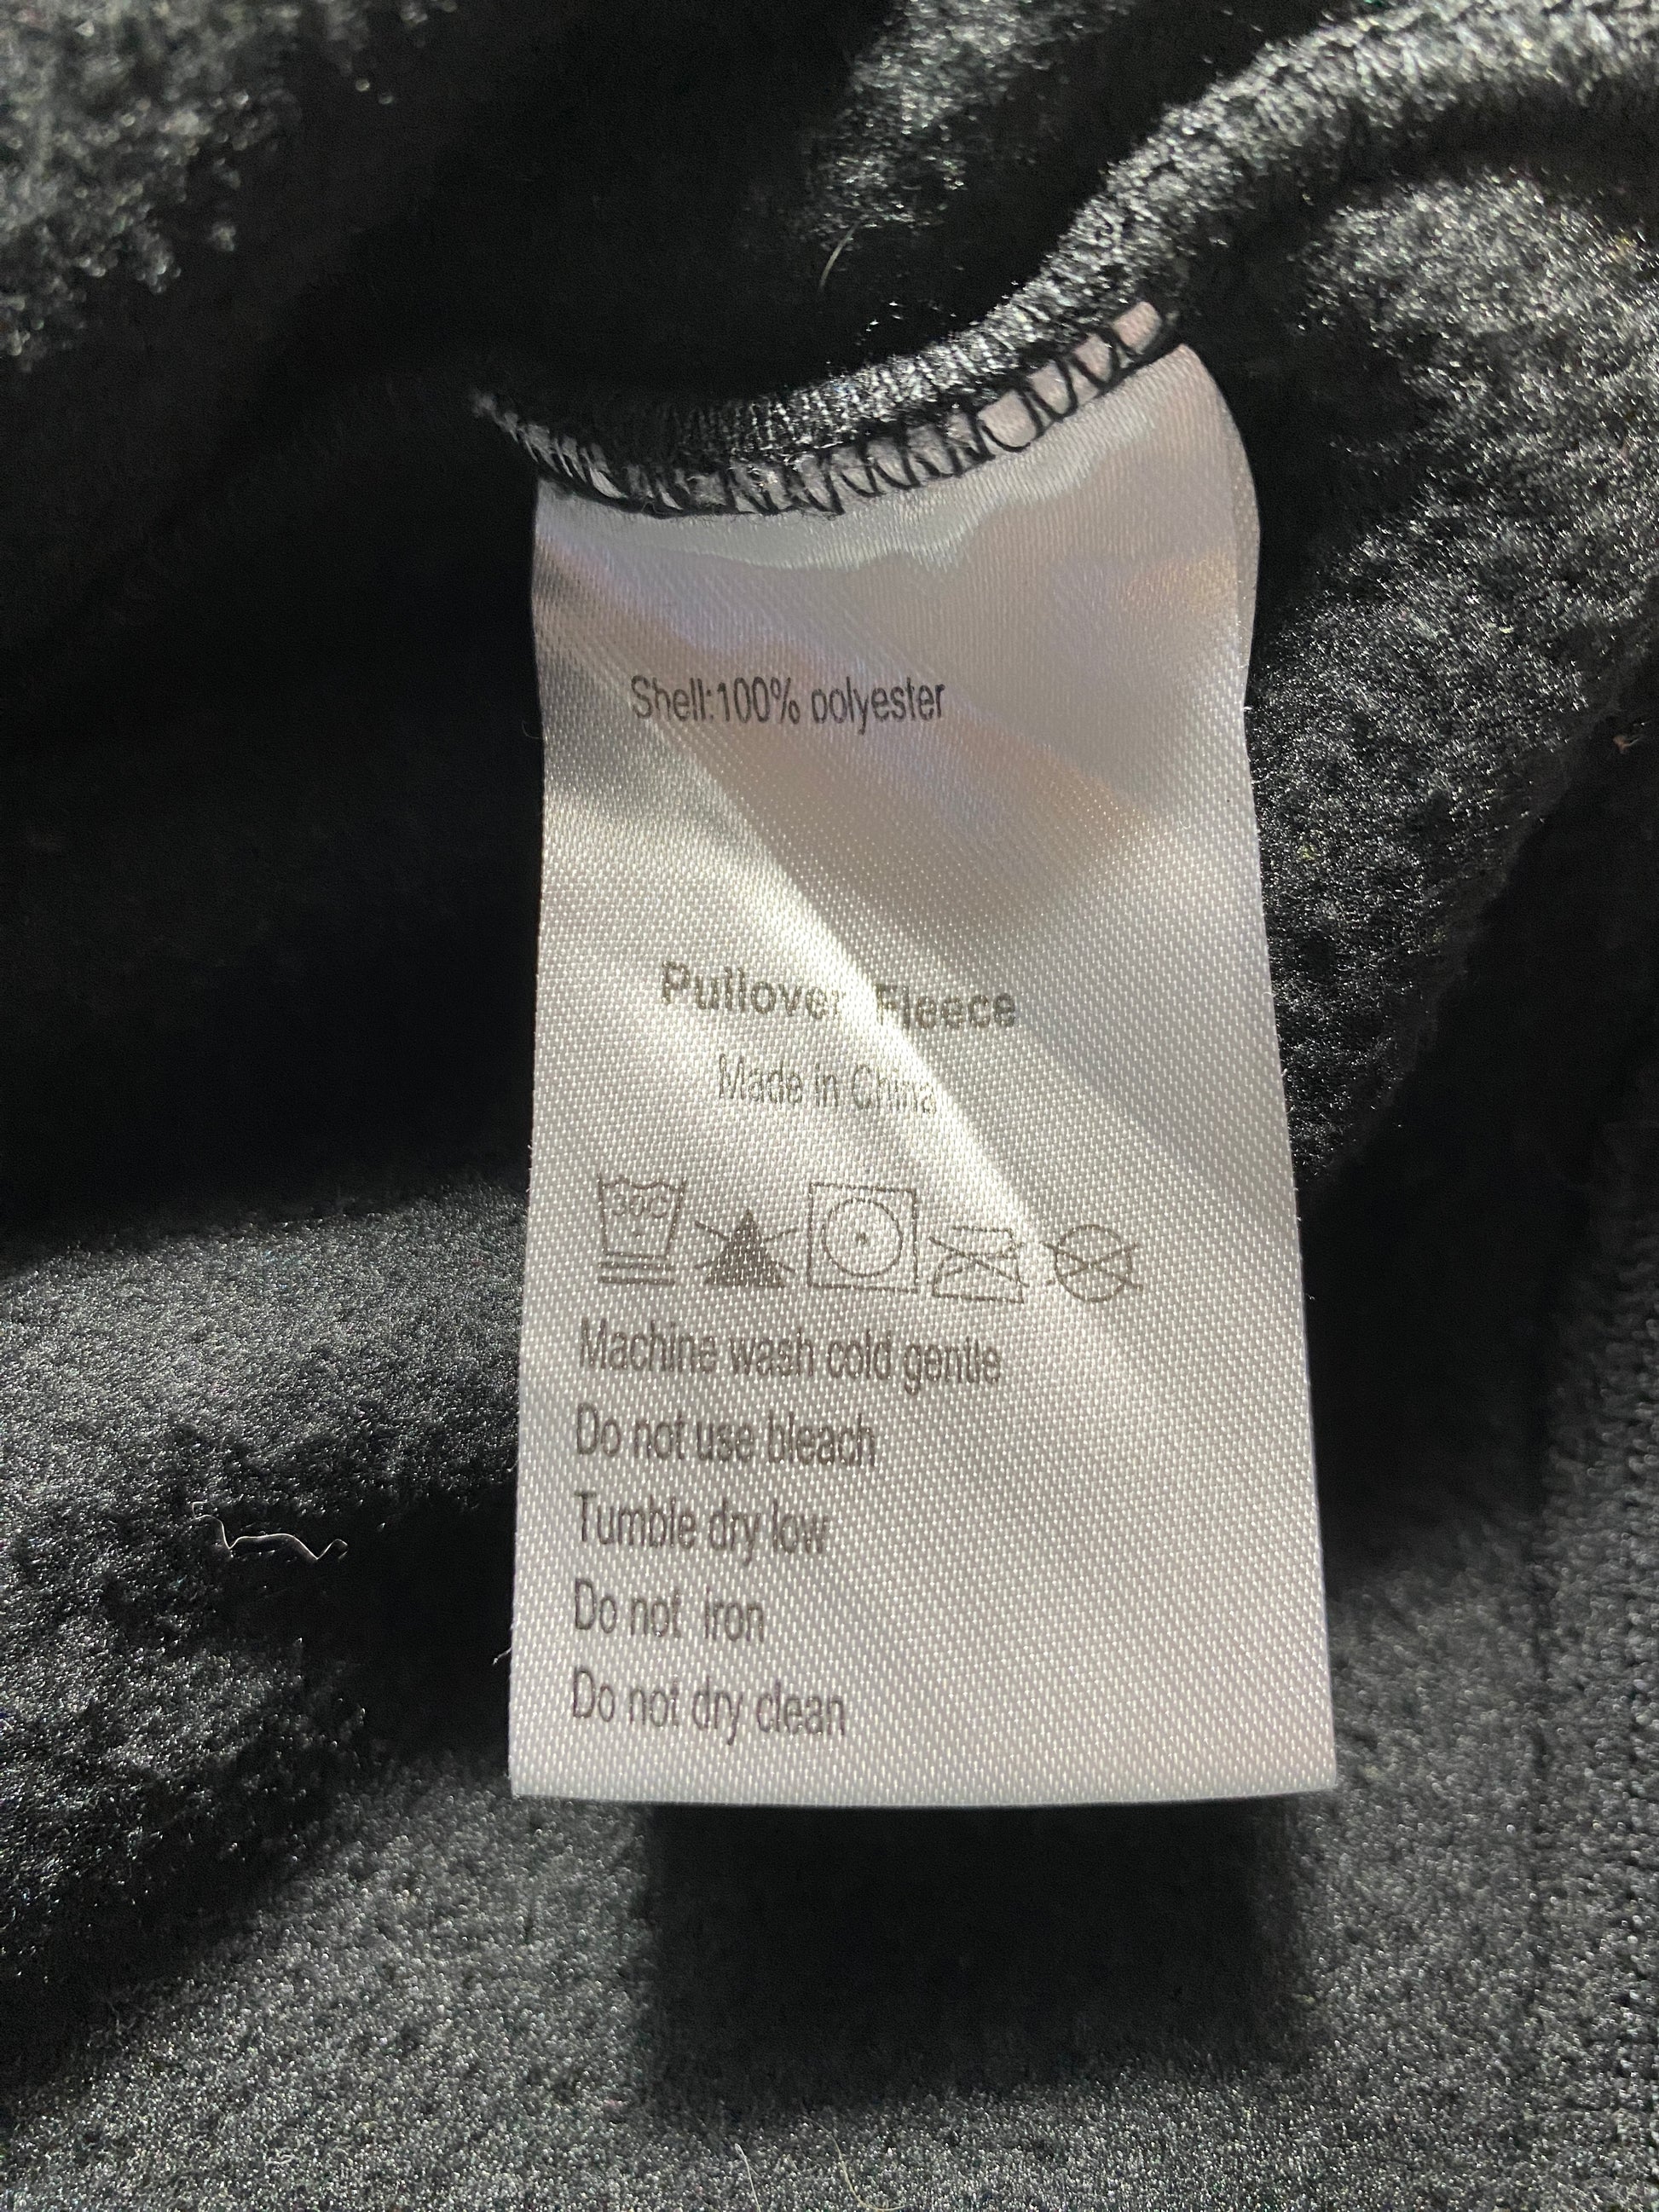 Shell:100% polyester
Pullover Fleece
Made in China
30C
Machine wash cold gentle
Do not use bleach
Tumble dry low
Do not iron
Do not dry clean